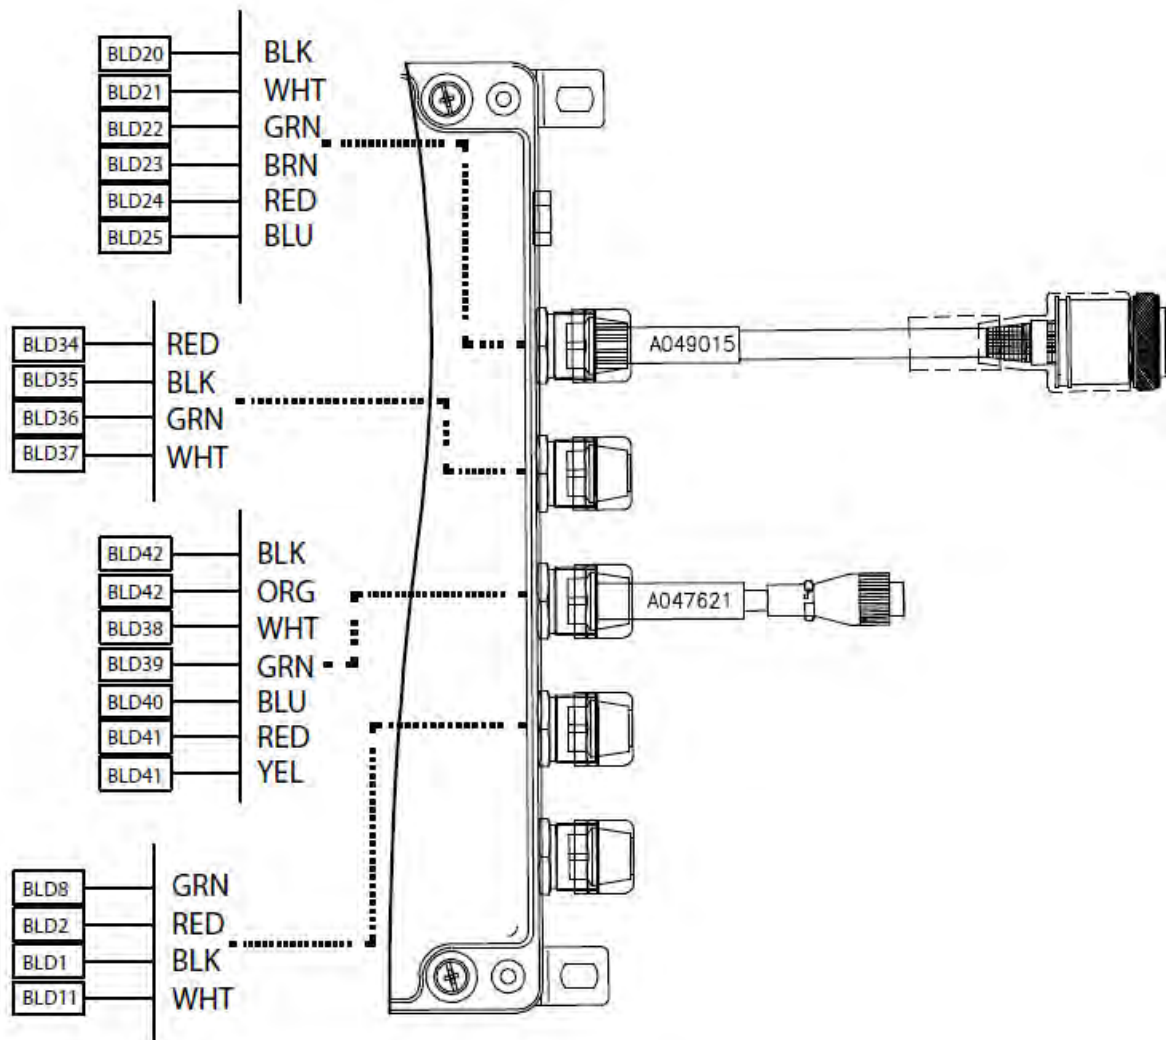 BLD20 BLK
BLD21 WHT
BLD22 GRN
BLD23 BRN
BLD24 RED
BLD25 BLU
A049015
BLD34 RED
BLD35 BLK
BLD36 GRN
BLD37 WHT
BLD42 BLK
BLD42 ORG
BLD38 WHT
BLD39 GRN
BLD40 BLU
BLD41 RED
BLD41 YEL
A047621
BLD8 GRN
BLD2 RED
BLD1 BLK
BLD11 WHT